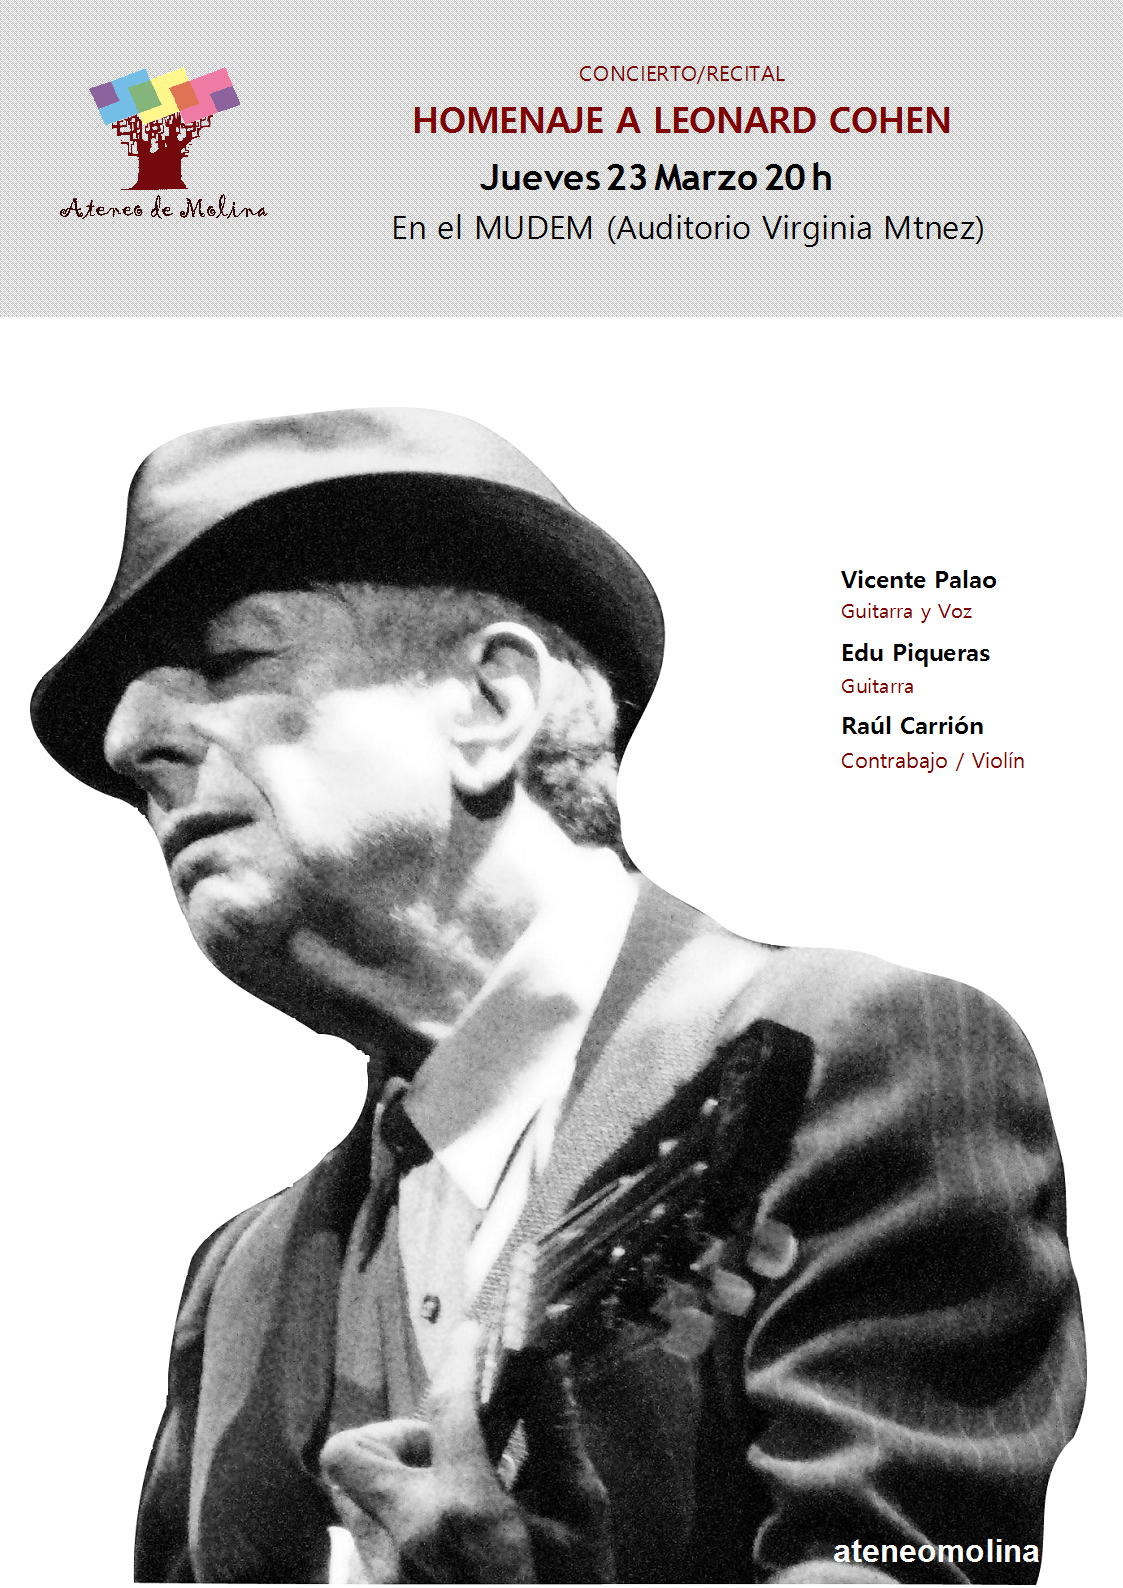 Ateneo de Molina
CONCIERTO/RECITAL
HOMENAJE A LEONARD COHEN
Jueves 23 Marzo 20 h
En el MUDEM (Auditorio Virginia Mtnez)
Vicente Palao
Guitarra y Voz
Edu Piqueras
Guitarra
Raúl Carrión
Contrabajo / Violín
ateneomolina